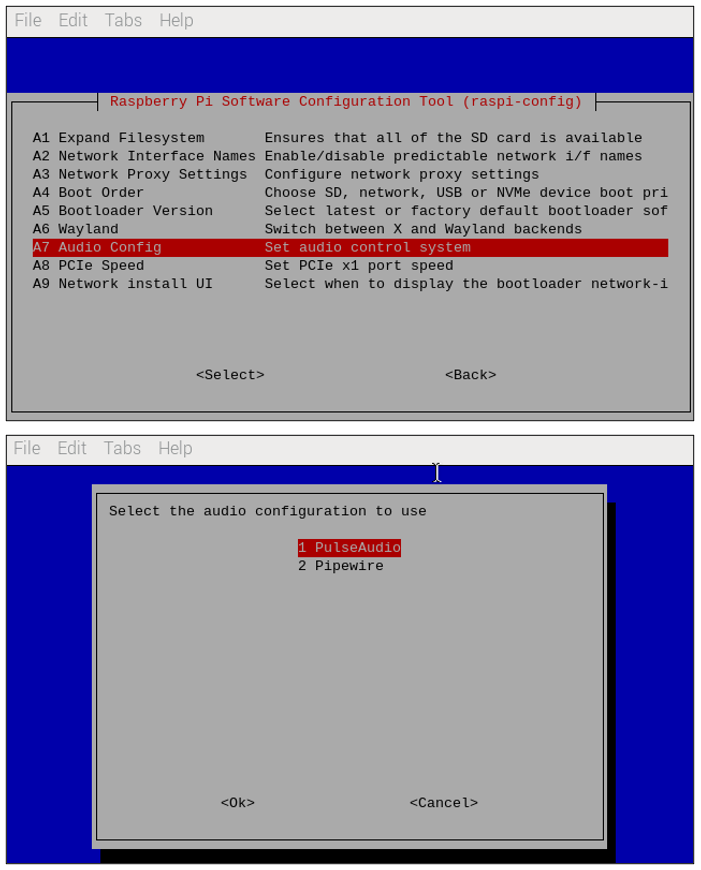 File Edit Tabs Help
Raspberry Pi Software Configuration Tool (raspi-config)
A1 Expand Filesystem Ensures that all of the SD card is available
A2 Network Interface Names Enable/disable predictable network i/f names
A3 Network Proxy Settings Configure network proxy settings
A4 Boot Order Choose SD, network, USB or NVMe device boot pri
A5 Bootloader Version Select latest or factory default bootloader sof
A6 Wayland Switch between X and Wayland backends
A7 Audio Config Set audio control system
A8 PCIe Speed Set PCIe x1 port speed
A9 Network install UI Select when to display the bootloader network-i
<Select> <Back>
File Edit Tabs Help
Select the audio configuration to use
1 PulseAudio
2 Pipewire
<Ok> <Cancel>